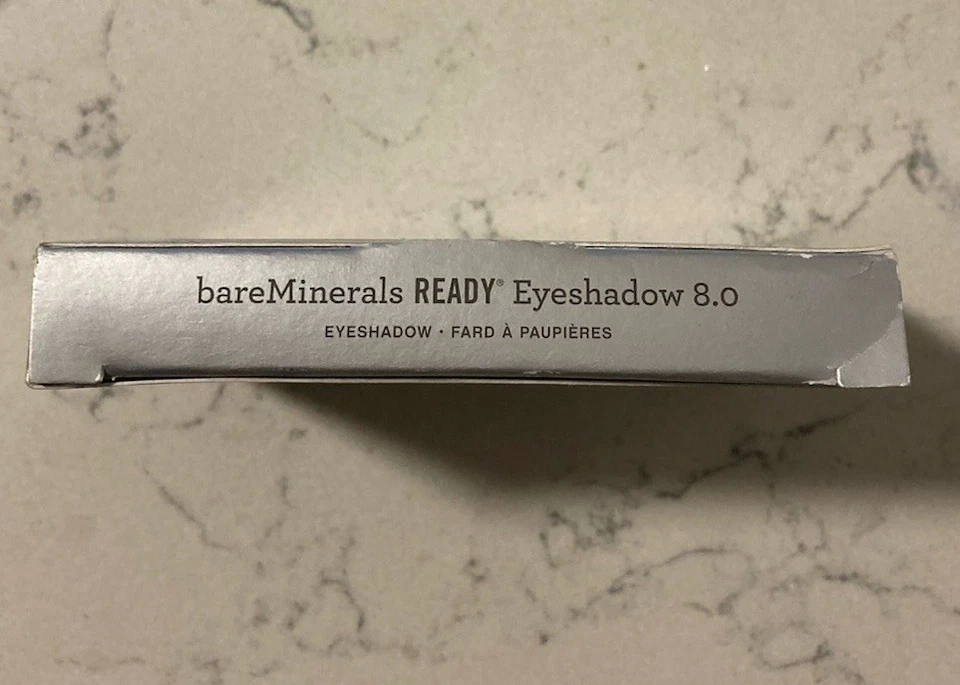 bareMinerals READY® Eyeshadow 8.0
EYESHADOW · FARD À PAUPIÈRES